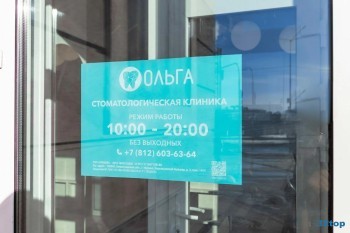 ОЛЬГА
СТОМАТОЛОГИЧЕСКАЯ КЛИНИКА
РЕЖИМ РАБОТЫ
10:00 - 20:00
БЕЗ ВЫХОДНЫХ
+7 (812) 603-63-64